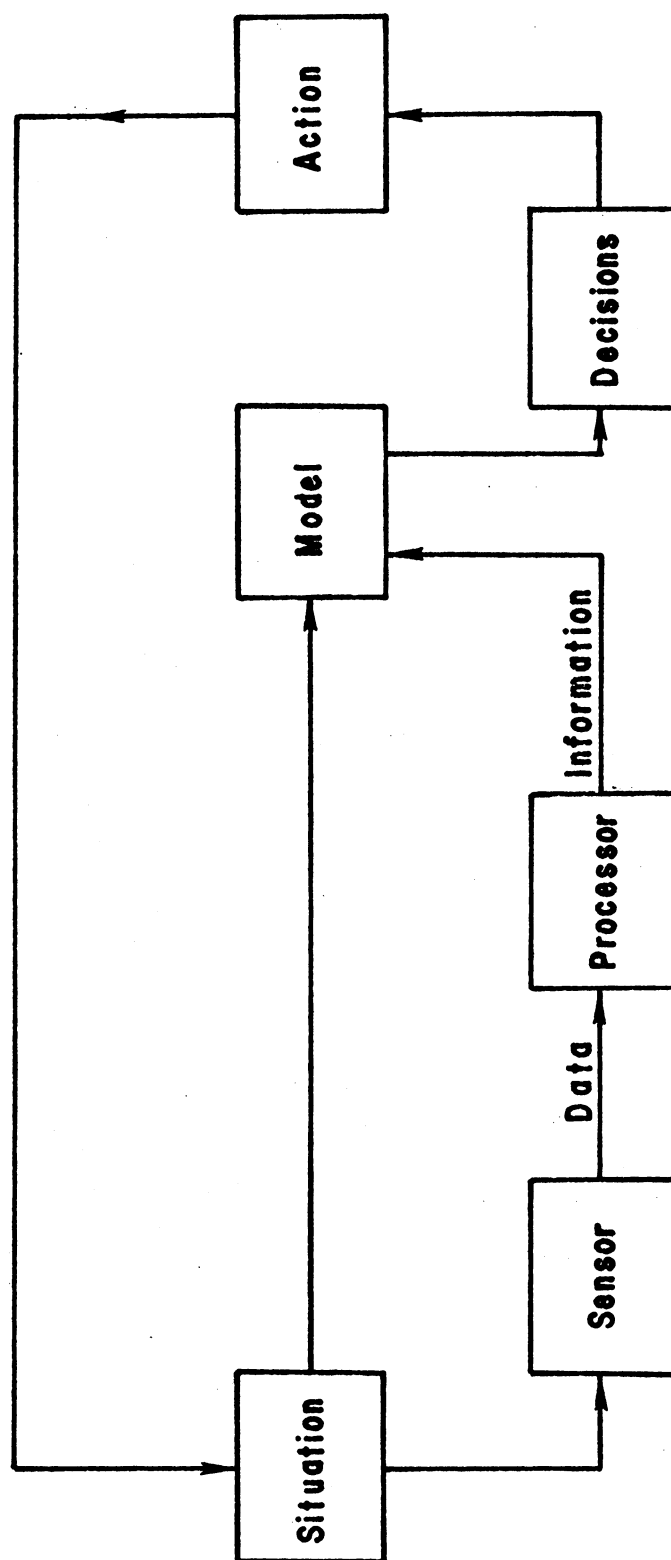 Situation
Model
Action
Sensor
Data
Processor
Information
Decisions